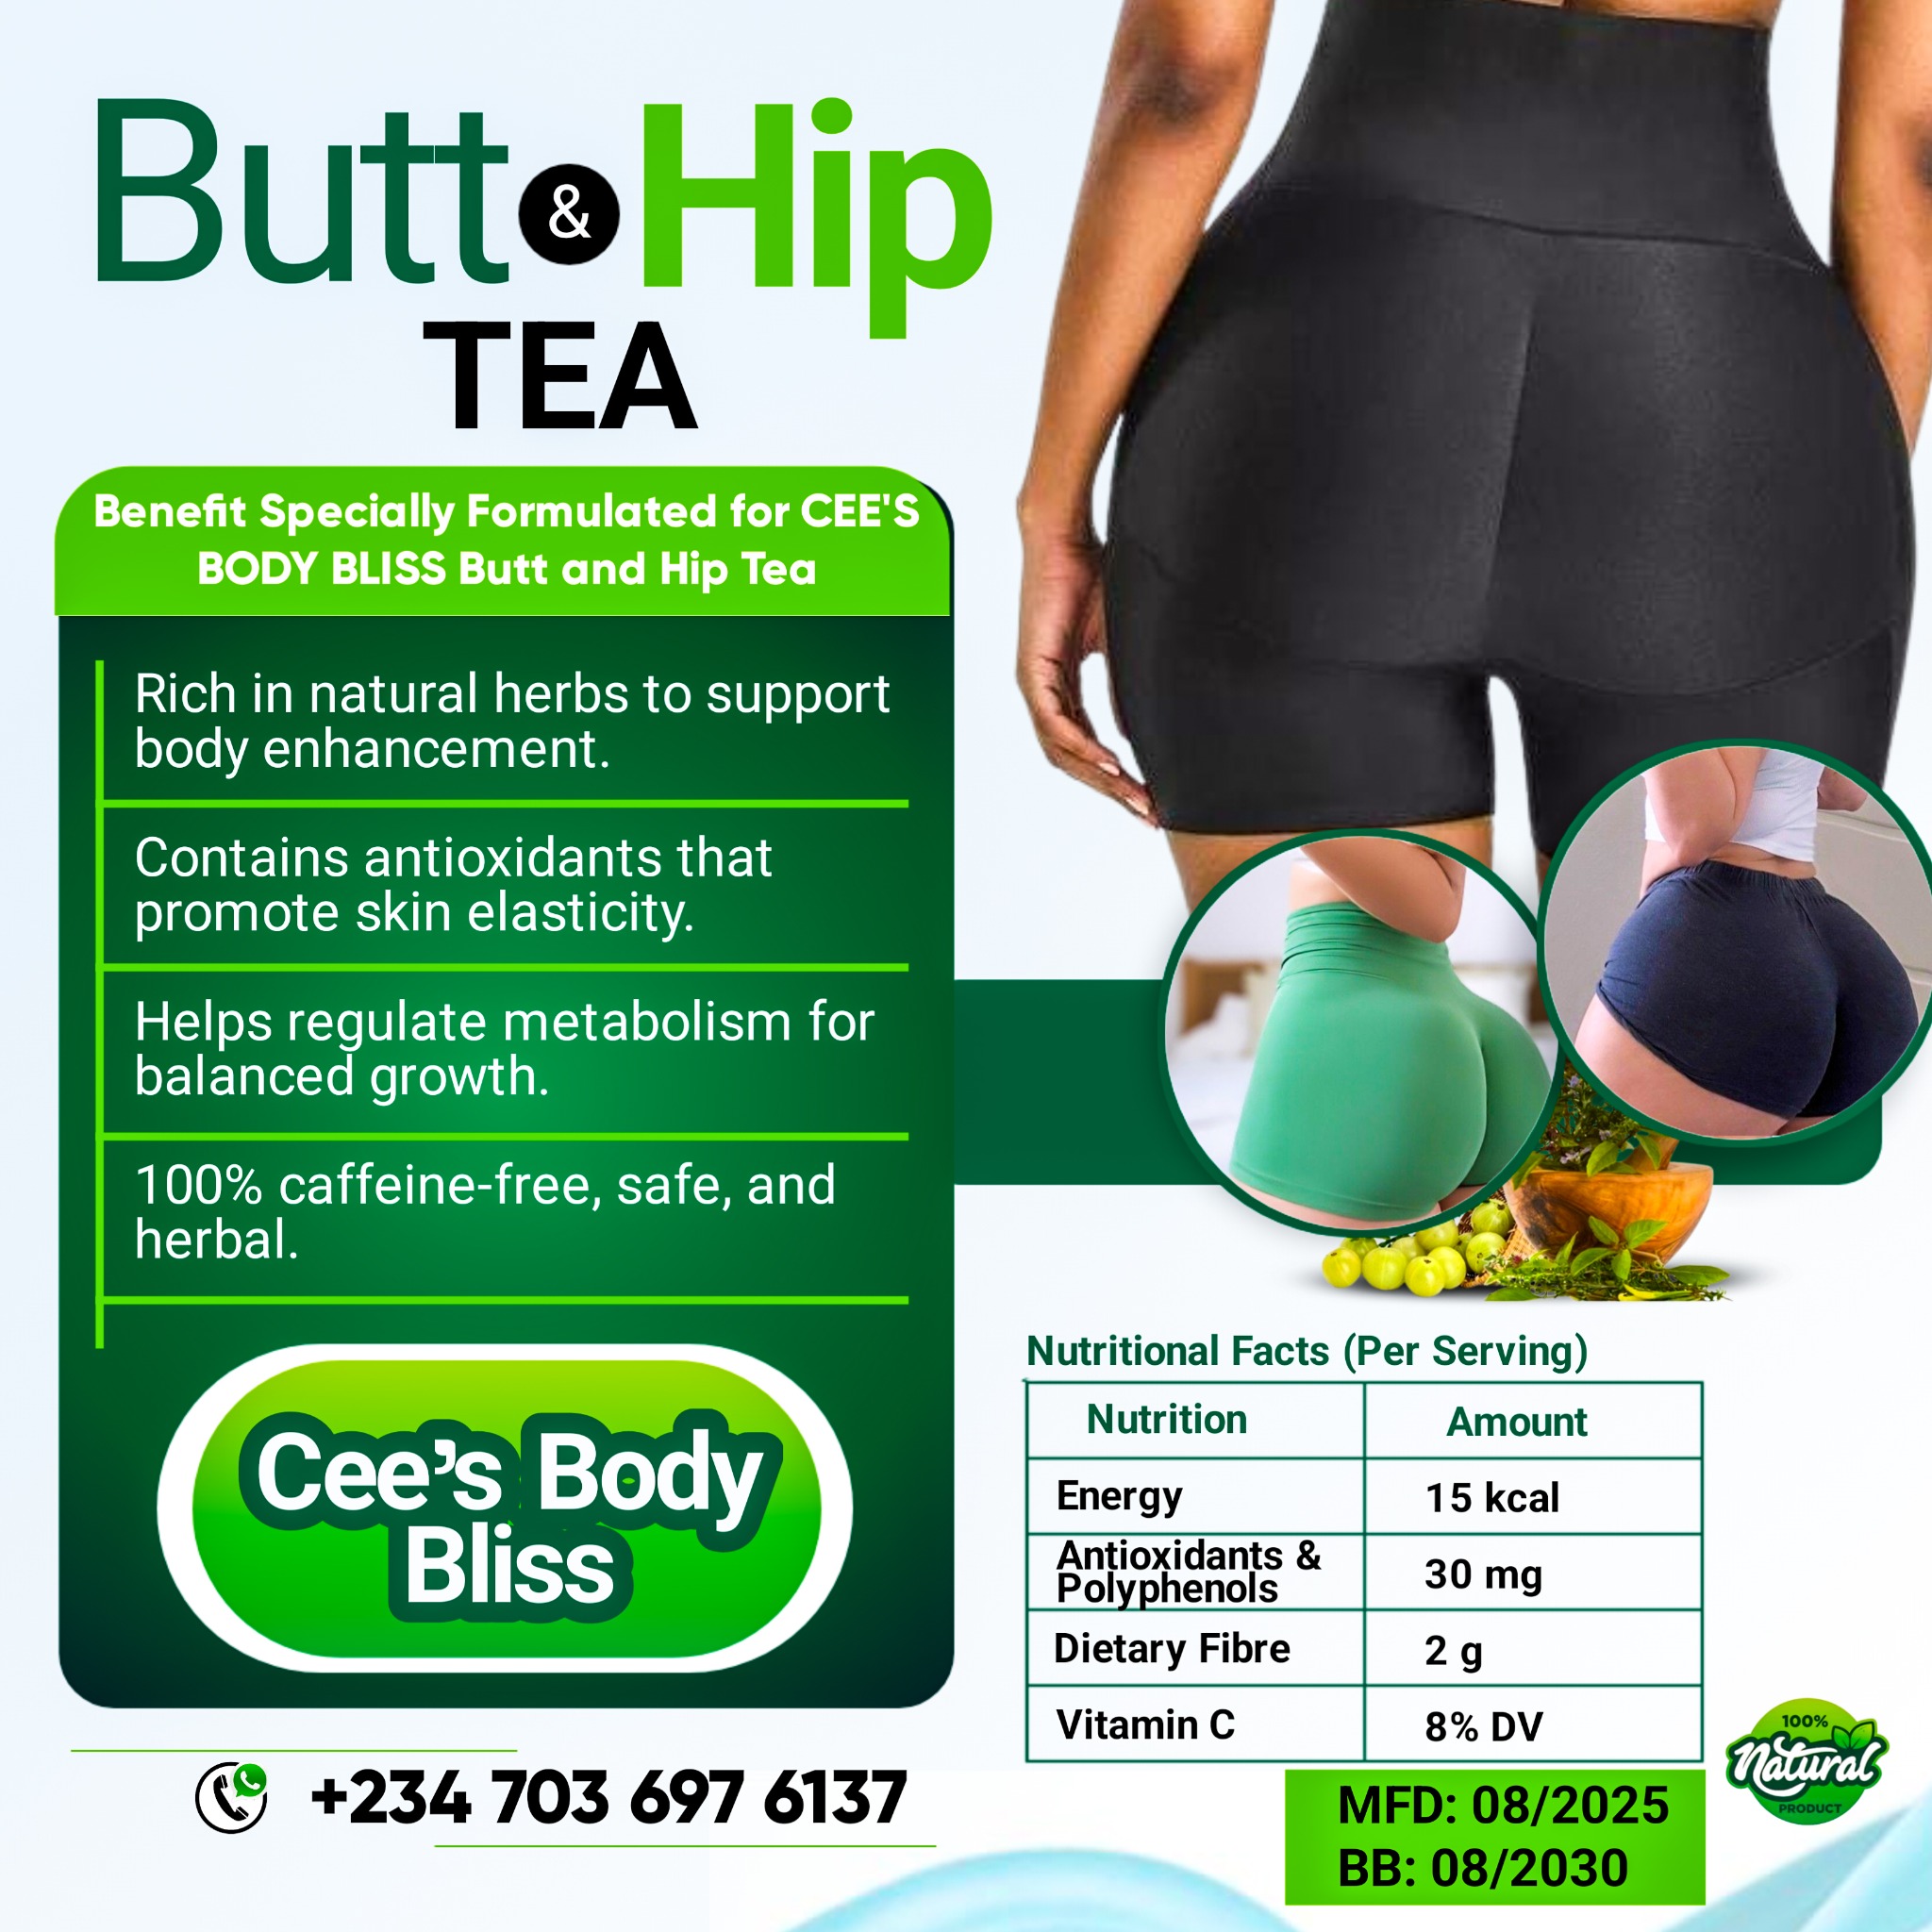 Butt & Hip
TEA
Benefit Specially Formulated for CEE'S
BODY BLISS Butt and Hip Tea
Rich in natural herbs to support
body enhancement.
Contains antioxidants that
promote skin elasticity.
Helps regulate metabolism for
balanced growth.
100% caffeine-free, safe, and
herbal.
Cee's Body
Bliss
+234 703 697 6137
Nutritional Facts (Per Serving)
Nutrition Amount
Energy 15 kcal
Antioxidants &
Polyphenols 30 mg
Dietary Fibre 2 g
Vitamin C 8% DV
MFD: 08/2025
BB: 08/2030
100%
Natural
PRODUCT